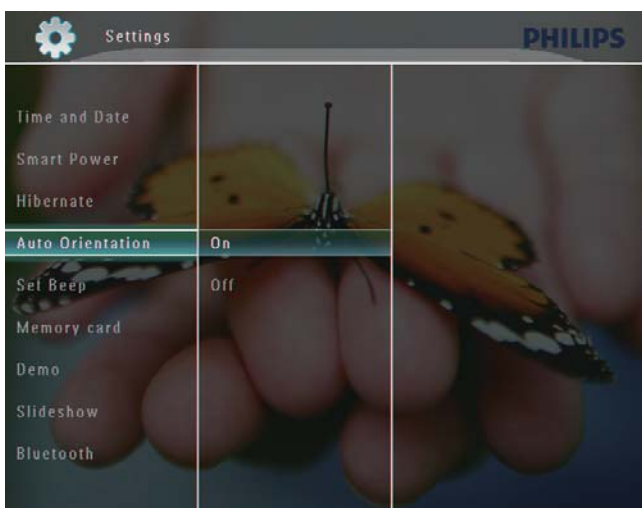 Settings
PHILIPS
Time and Date
Smart Power
Hibernate
Auto Orientation
On
Set Beep
Off
Memory card
Demo
Slideshow
Bluetooth